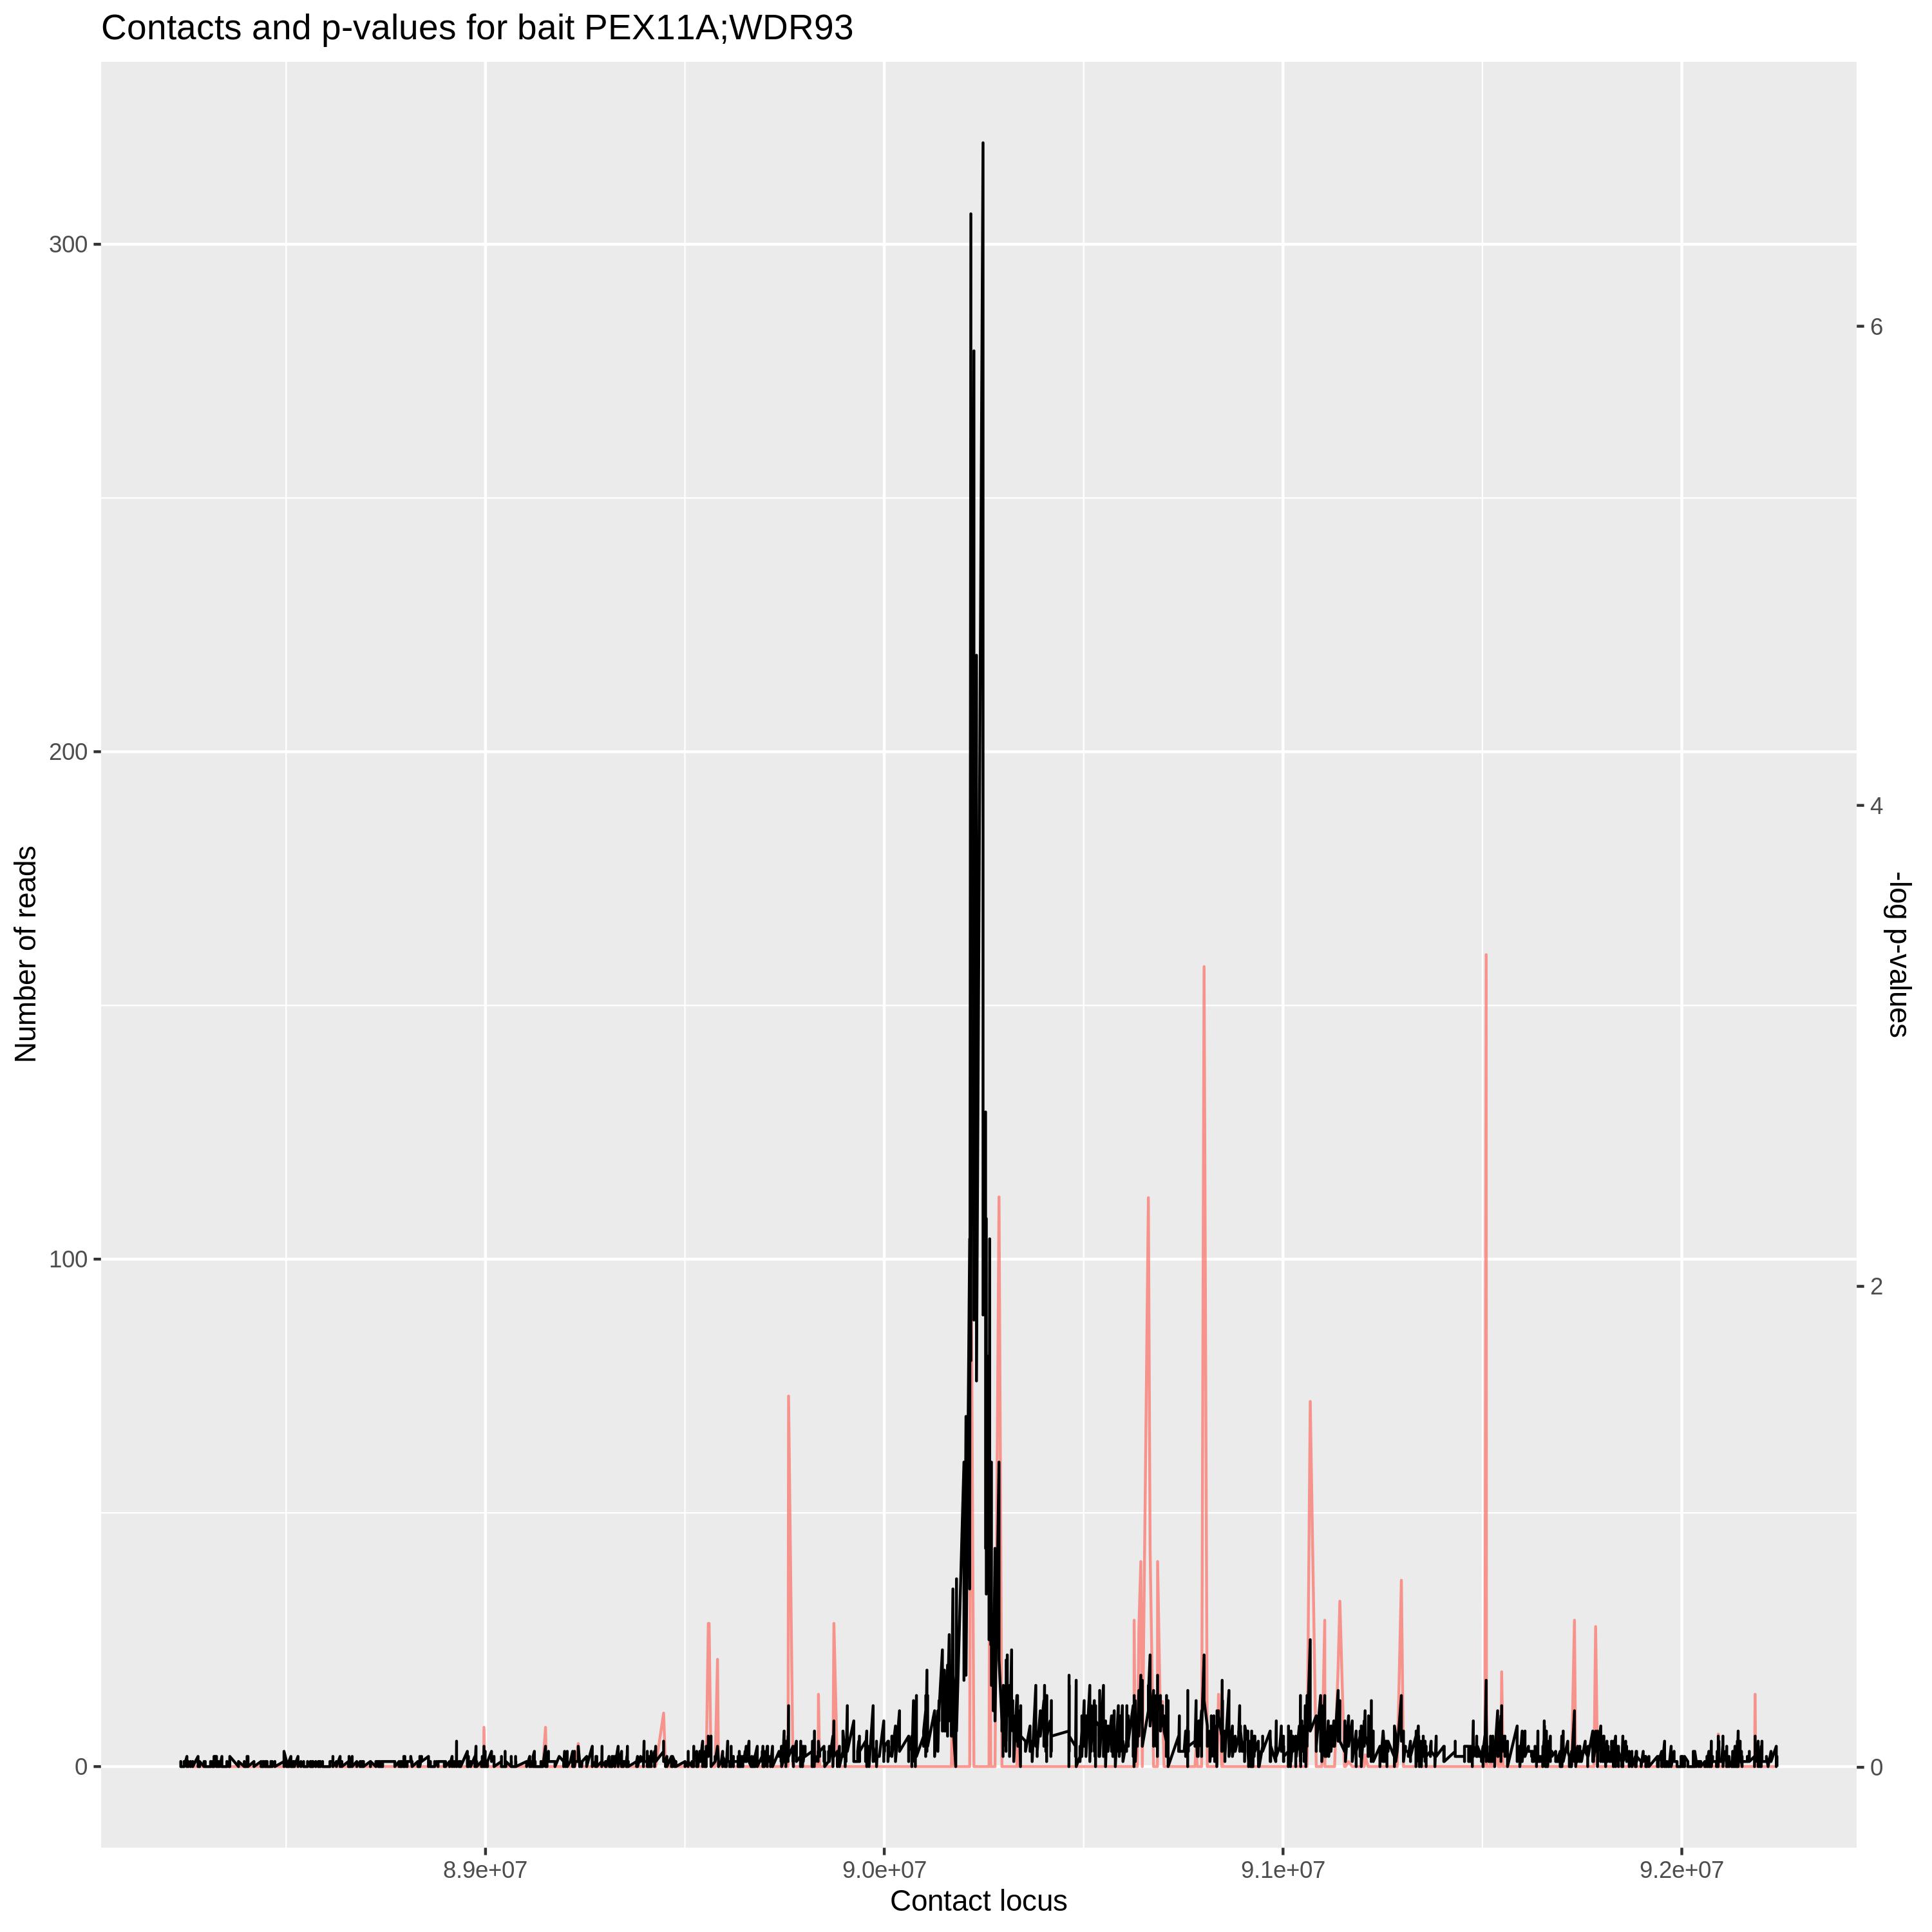 Contacts and p-values for bait PEX11A;WDR93
300
200
100
0
Number of reads
6
4
2
0
-log p-values
8.9e+07
9.0e+07
9.1e+07
9.2e+07
Contact locus